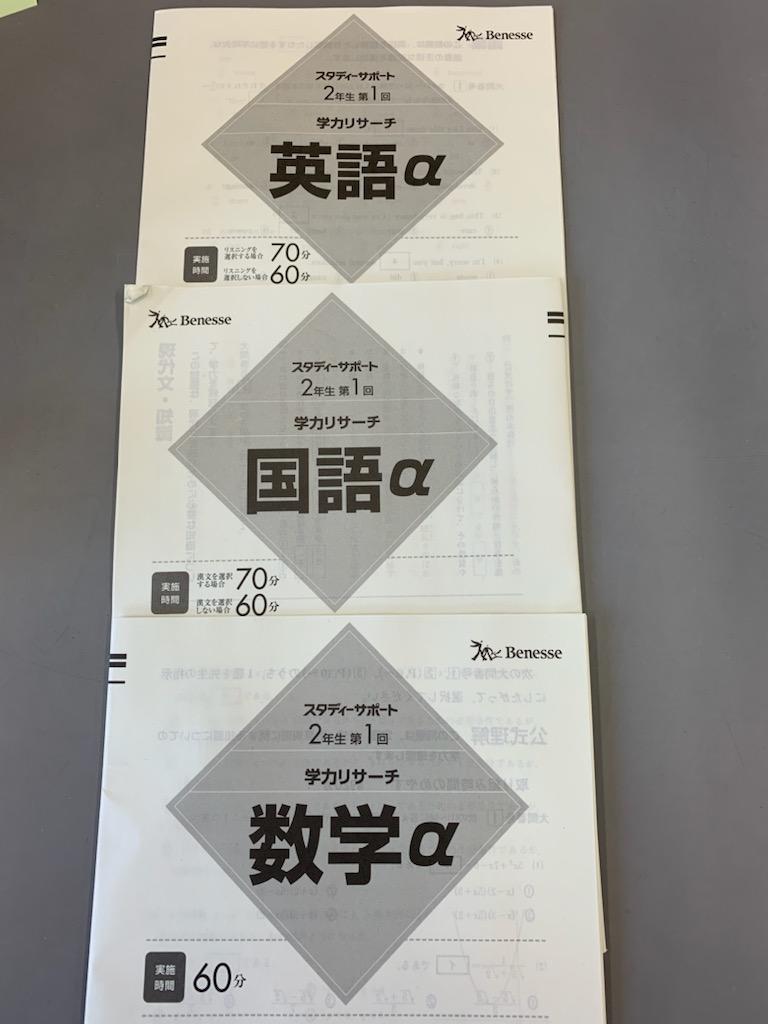 Benesse
スタディーサポート
2年生 第1回
学力リサーチ
英語α
実施時間
リスニングを選択する場合 70分
リスニングを選択しない場合 60分
Benesse
スタディーサポート
2年生 第1回
学力リサーチ
国語α
実施時間
漢文を選択する場合 70分
漢文を選択しない場合 60分
Benesse
スタディーサポート
2年生 第1回
学力リサーチ
数学α
実施時間
60分